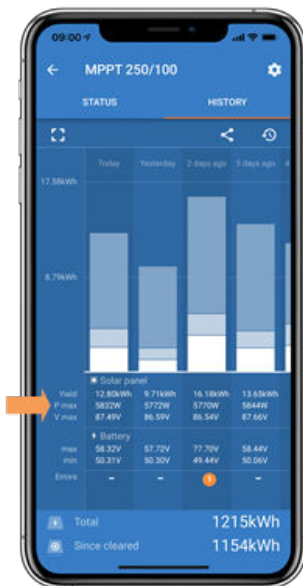 09:00
MPPT 250/100
STATUS HISTORY
Today Yesterday 2 days ago 3 days ago 4
17.58kWh
8.79kWh
Solar panel
Yield 12.80kWh 9.71kWh 16.18kWh 13.65kWh
P max 5832W 5772W 5770W 5844W
V max 87.49V 86.59V 86.54V 87.66V
Battery
max 58.32V 57.72V 77.70V 58.44V
min 50.31V 50.30V 49.44V 50.06V
Errors – – 1 –
Total 1215kWh
Since cleared 1154kWh